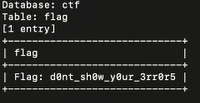 Database: ctf
Table: flag
[1 entry]
+---------------------------+
| flag                      |
+---------------------------+
| Flag: d0nt_sh0w_y0ur_3rr0r5 |
+---------------------------+